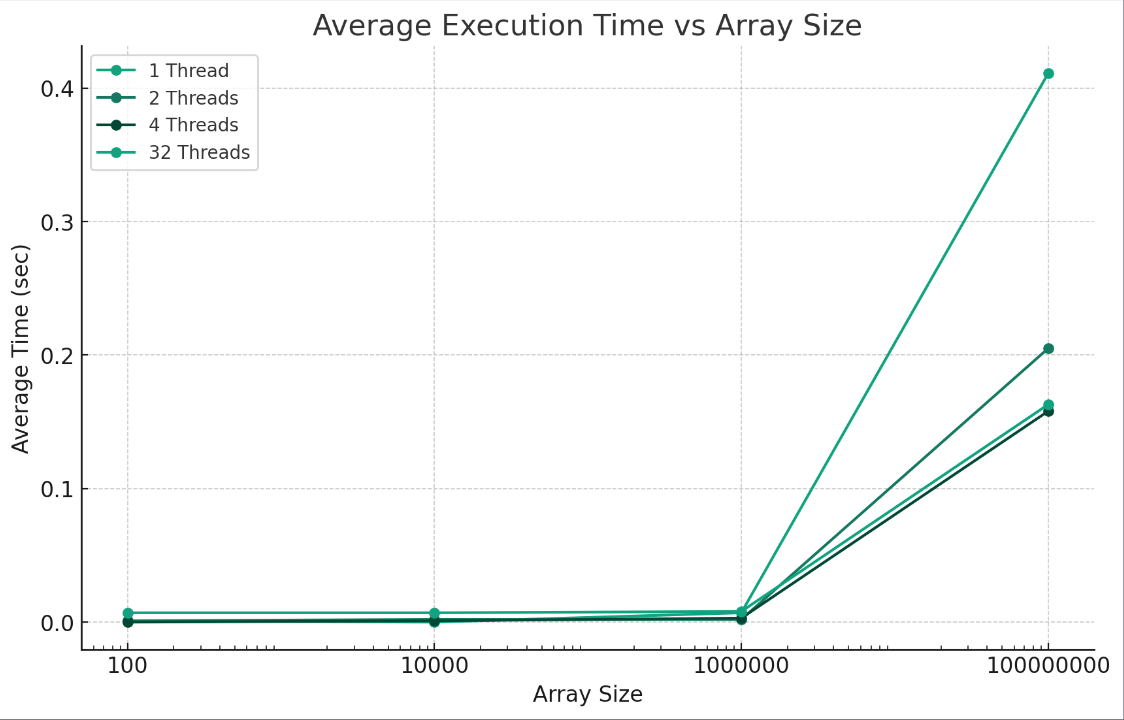 Average Execution Time vs Array Size
1 Thread
2 Threads
4 Threads
32 Threads
0.4
0.3
0.2
0.1
0.0
Average Time (sec)
100
10000
1000000
100000000
Array Size